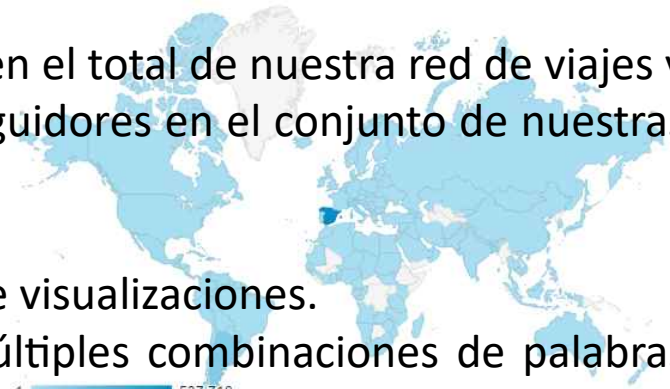 en el total de nuestra red de viajes y
guidores en el conjunto de nuestra
e visualizaciones.
últiples combinaciones de palabra
1